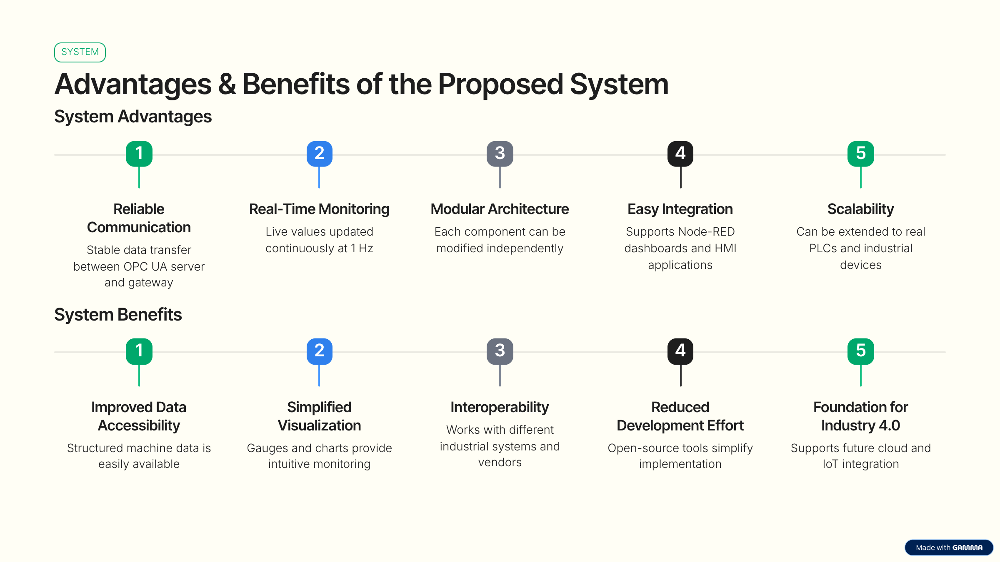 SYSTEM
Advantages & Benefits of the Proposed System
System Advantages
1
2
3
4
5
Reliable
Communication
Stable data transfer
between OPC UA server
and gateway
Real-Time Monitoring
Live values updated
continuously at 1 Hz
Modular Architecture
Each component can be
modified independently
Easy Integration
Supports Node-RED
dashboards and HMI
applications
Scalability
Can be extended to real
PLCs and industrial
devices
System Benefits
1
2
3
4
5
Improved Data
Accessibility
Structured machine data is
easily available
Simplified
Visualization
Gauges and charts provide
intuitive monitoring
Interoperability
Works with different
industrial systems and
vendors
Reduced
Development Effort
Open-source tools simplify
implementation
Foundation for
Industry 4.0
Supports future cloud and
IoT integration
Made with GAMMA